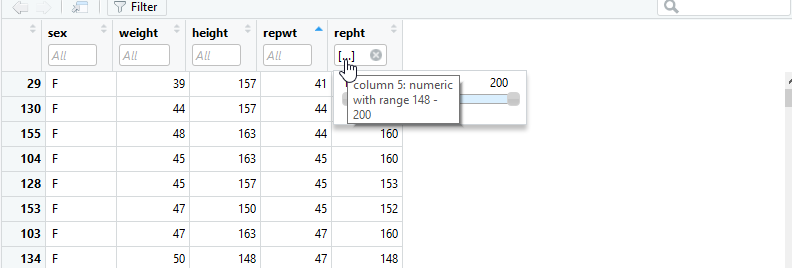 Filter
sex weight height repwt repht
All All All All [...]
29 F 39 157 41 200
column 5: numeric
with range 148 -
200
130 F 44 157 44
155 F 48 163 44 160
104 F 45 163 45 160
128 F 45 157 45 153
153 F 47 150 45 152
103 F 47 163 47 160
134 F 50 148 47 148